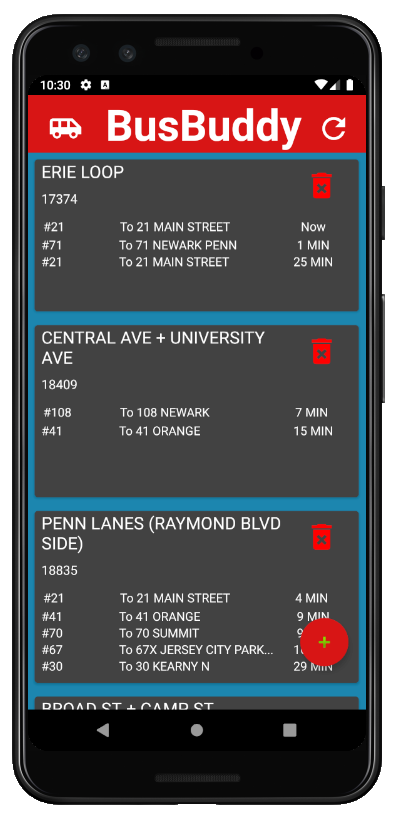 10:30
BusBuddy
ERIE LOOP
17374
#21 To 21 MAIN STREET Now
#71 To 71 NEWARK PENN 1 MIN
#21 To 21 MAIN STREET 25 MIN
CENTRAL AVE + UNIVERSITY
AVE
18409
#108 To 108 NEWARK 7 MIN
#41 To 41 ORANGE 15 MIN
PENN LANES (RAYMOND BLVD
SIDE)
18835
#21 To 21 MAIN STREET 4 MIN
#41 To 41 ORANGE 9 MIN
#70 To 70 SUMMIT
#67 To 67X JERSEY CITY PARK...
#30 To 30 KEARNY N 29 MIN
BROAD ST + CAMP ST